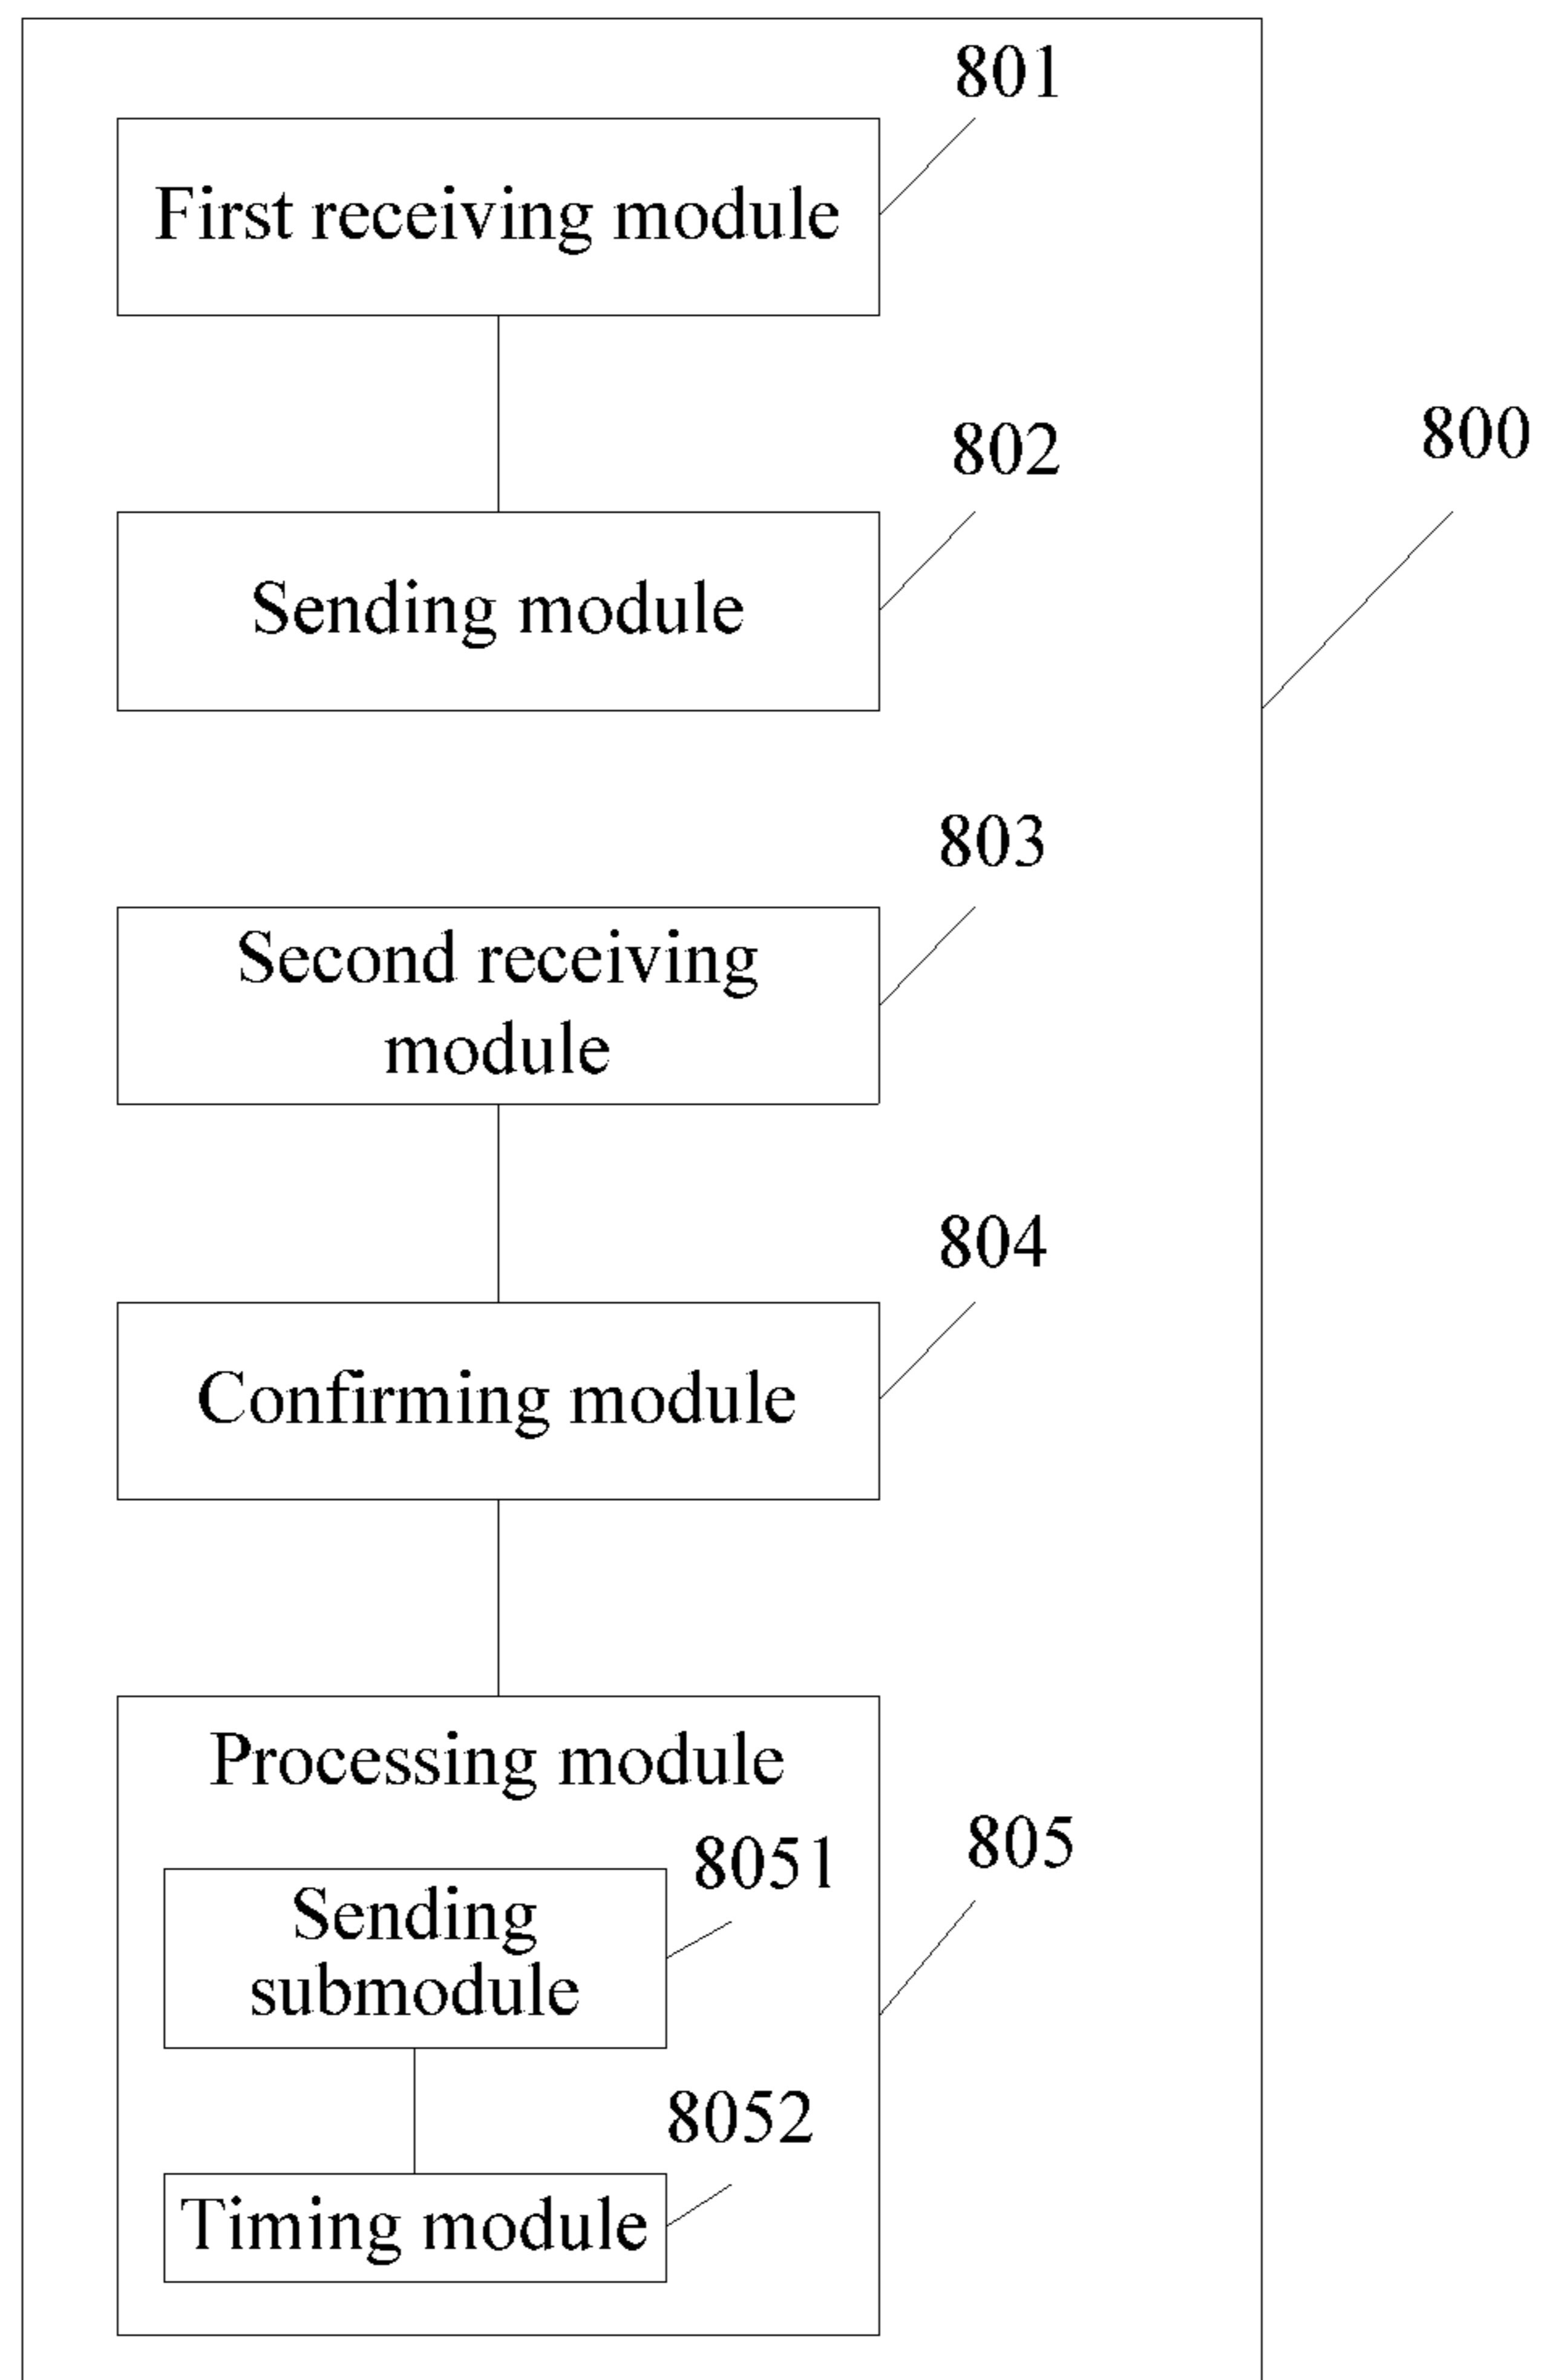 801
First receiving module
802
800
Sending module
803
Second receiving
module
804
Confirming module
Processing module
805
8051
Sending
submodule
8052
Timing module